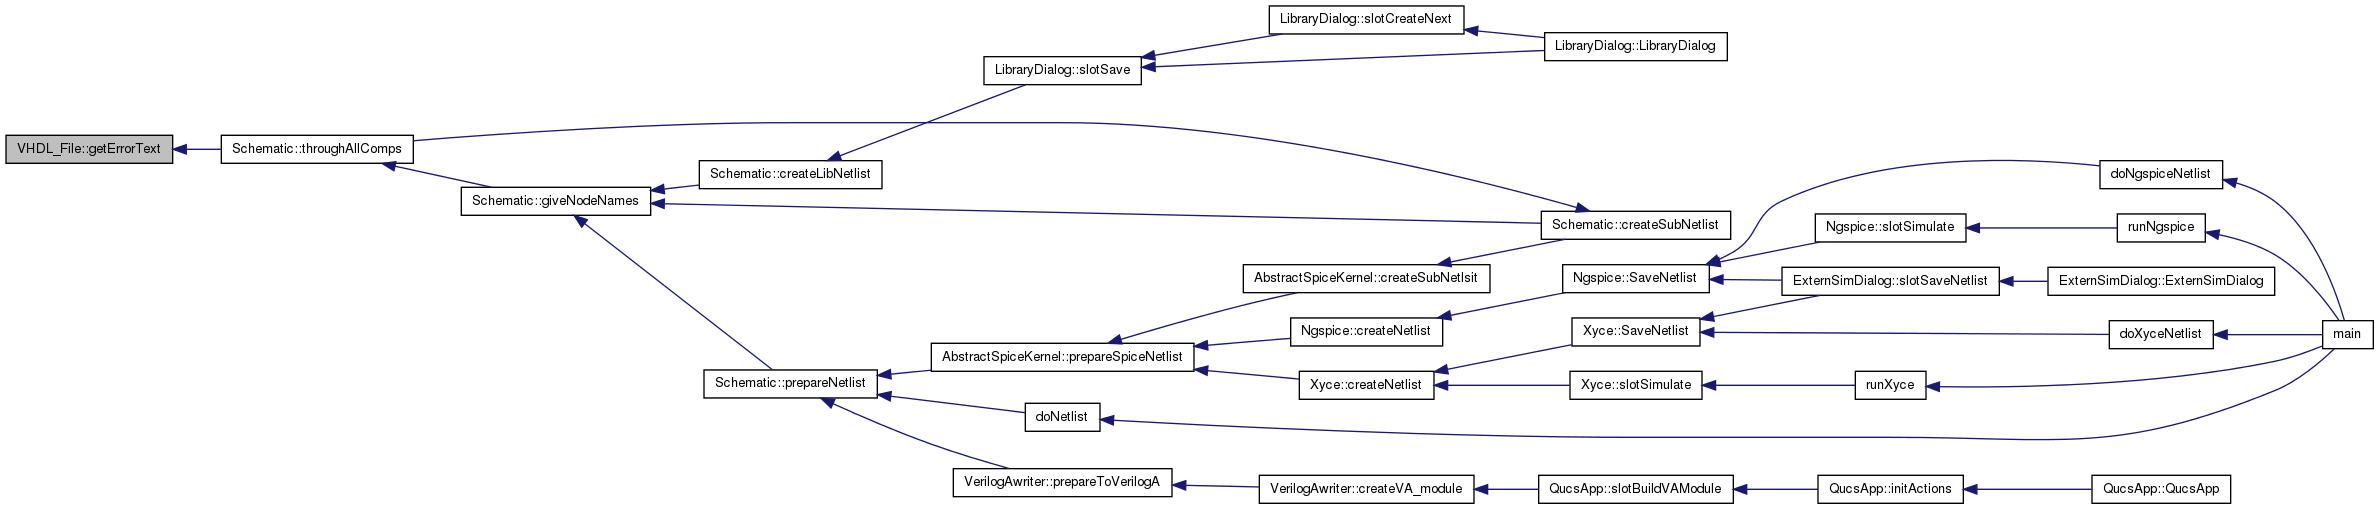 LibraryDialog::slotCreateNext
LibraryDialog::LibraryDialog
LibraryDialog::slotSave
VHDL_File::getErrorText
Schematic::throughAllComps
Schematic::createLibNetlist
doNgspiceNetlist
Schematic::giveNodeNames
Schematic::createSubNetlist
Ngspice::slotSimulate
runNgspice
AbstractSpiceKernel::createSubNetlsit
Ngspice::SaveNetlist
ExternSimDialog::slotSaveNetlist
ExternSimDialog::ExternSimDialog
Ngspice::createNetlist
Xyce::SaveNetlist
doXyceNetlist
main
AbstractSpiceKernel::prepareSpiceNetlist
Schematic::prepareNetlist
Xyce::createNetlist
Xyce::slotSimulate
runXyce
doNetlist
VerilogAwriter::prepareToVerilogA
VerilogAwriter::createVA_module
QucsApp::slotBuildVAModule
QucsApp::initActions
QucsApp::QucsApp